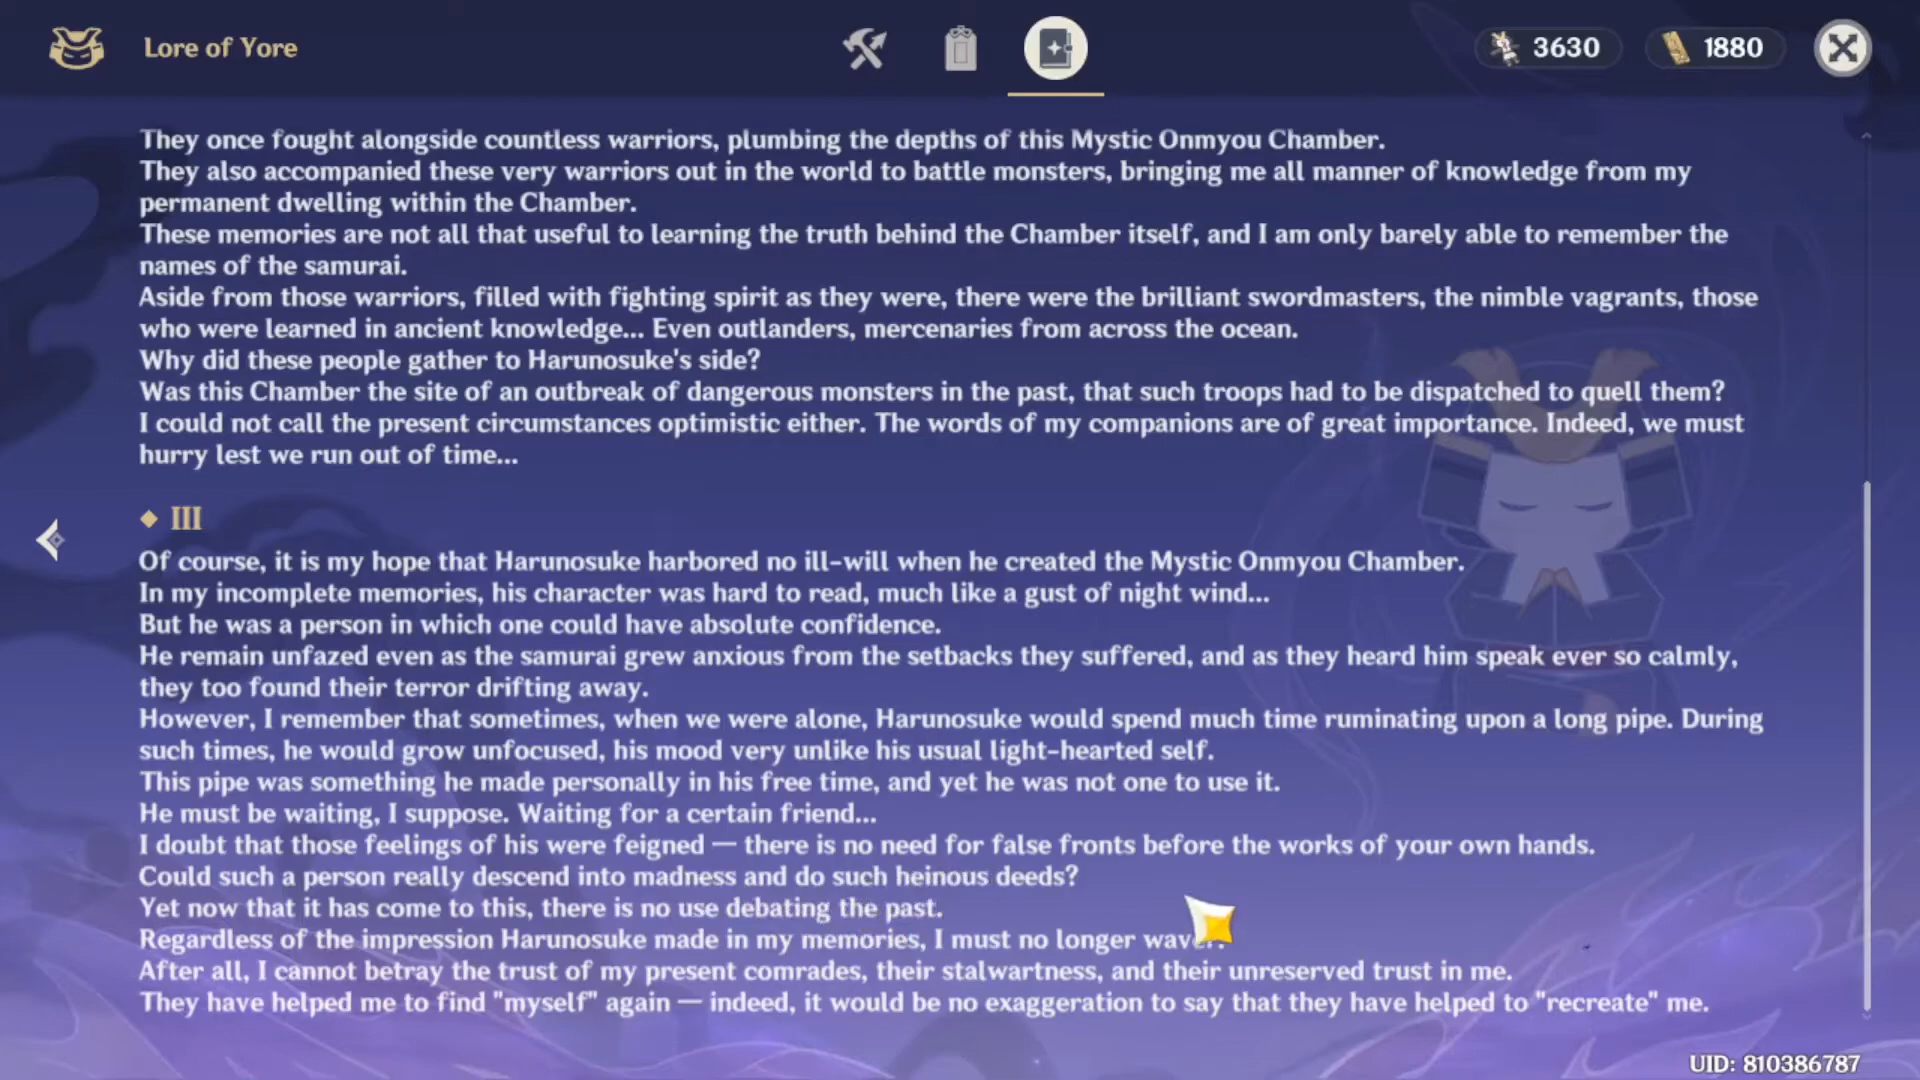 Lore of Yore
3630
1880
They once fought alongside countless warriors, plumbing the depths of this Mystic Onmyou Chamber.
They also accompanied these very warriors out in the world to battle monsters, bringing me all manner of knowledge from my
permanent dwelling within the Chamber.
These memories are not all that useful to learning the truth behind the Chamber itself, and I am only barely able to remember the
names of the samurai.
Aside from those warriors, filled with fighting spirit as they were, there were the brilliant swordmasters, the nimble vagrants, those
who were learned in ancient knowledge... Even outlanders, mercenaries from across the ocean.
Why did these people gather to Harunosuke's side?
Was this Chamber the site of an outbreak of dangerous monsters in the past, that such troops had to be dispatched to quell them?
I could not call the present circumstances optimistic either. The words of my companions are of great importance. Indeed, we must
hurry lest we run out of time...
III
Of course, it is my hope that Harunosuke harbored no ill-will when he created the Mystic Onmyou Chamber.
In my incomplete memories, his character was hard to read, much like a gust of night wind...
But he was a person in which one could have absolute confidence.
He remain unfazed even as the samurai grew anxious from the setbacks they suffered, and as they heard him speak ever so calmly,
they too found their terror drifting away.
However, I remember that sometimes, when we were alone, Harunosuke would spend much time ruminating upon a long pipe. During
such times, he would grow unfocused, his mood very unlike his usual light-hearted self.
This pipe was something he made personally in his free time, and yet he was not one to use it.
He must be waiting, I suppose. Waiting for a certain friend...
I doubt that those feelings of his were feigned — there is no need for false fronts before the works of your own hands.
Could such a person really descend into madness and do such heinous deeds?
Yet now that it has come to this, there is no use debating the past.
Regardless of the impression Harunosuke made in my memories, I must no longer waver.
After all, I cannot betray the trust of my present comrades, their stalwartness, and their unreserved trust in me.
They have helped me to find "myself" again — indeed, it would be no exaggeration to say that they have helped to "recreate" me.
UID: 810386787